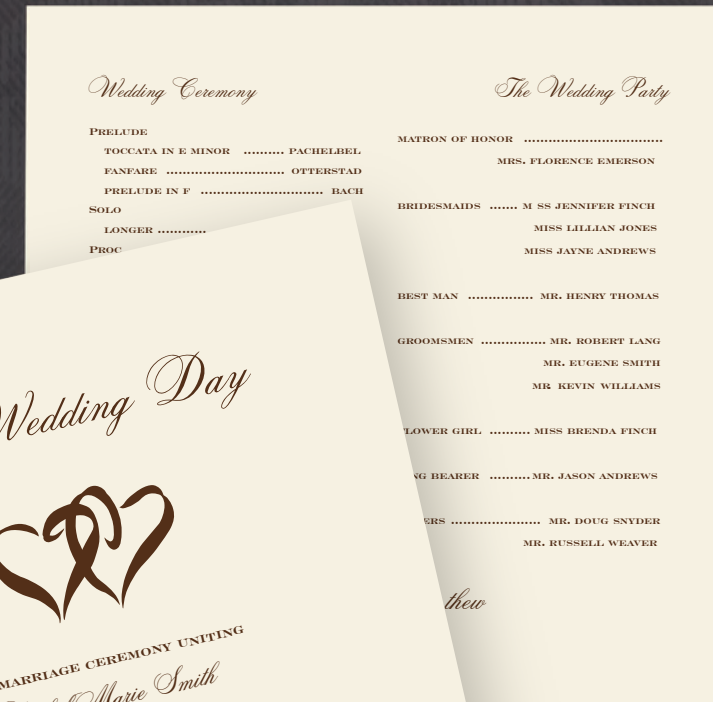 Wedding Ceremony
PRELUDE
TOCCATA IN E MINOR .......... PACHELBEL
FANFARE ............................. OTTERSTAD
PRELUDE IN F .............................. BACH
SOLO
LONGER ............
PROC
The Wedding Party
MATRON OF HONOR ..................................
MRS. FLORENCE EMERSON
BRIDESMAIDS ....... M SS JENNIFER FINCH
MISS LILLIAN JONES
MISS JAYNE ANDREWS
BEST MAN ................ MR. HENRY THOMAS
GROOMSMEN ................ MR. ROBERT LANG
MR. EUGENE SMITH
MR. KEVIN WILLIAMS
LOWER GIRL .......... MISS BRENDA FINCH
NG BEARER .......... MR. JASON ANDREWS
ERS ...................... MR. DOUG SNYDER
MR. RUSSELL WEAVER
thew
Wedding Day
MARRIAGE CEREMONY UNITING
Marie Smith